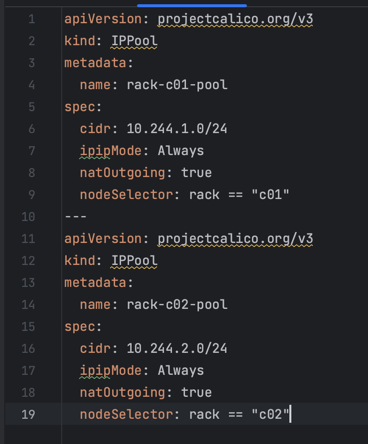 1 apiVersion: projectcalico.org/v3
2 kind: IPPool
3 metadata:
4   name: rack-c01-pool
5 spec:
6   cidr: 10.244.1.0/24
7   ipipMode: Always
8   natOutgoing: true
9   nodeSelector: rack == "c01"
10 ---
11 apiVersion: projectcalico.org/v3
12 kind: IPPool
13 metadata:
14   name: rack-c02-pool
15 spec:
16   cidr: 10.244.2.0/24
17   ipipMode: Always
18   natOutgoing: true
19   nodeSelector: rack == "c02"